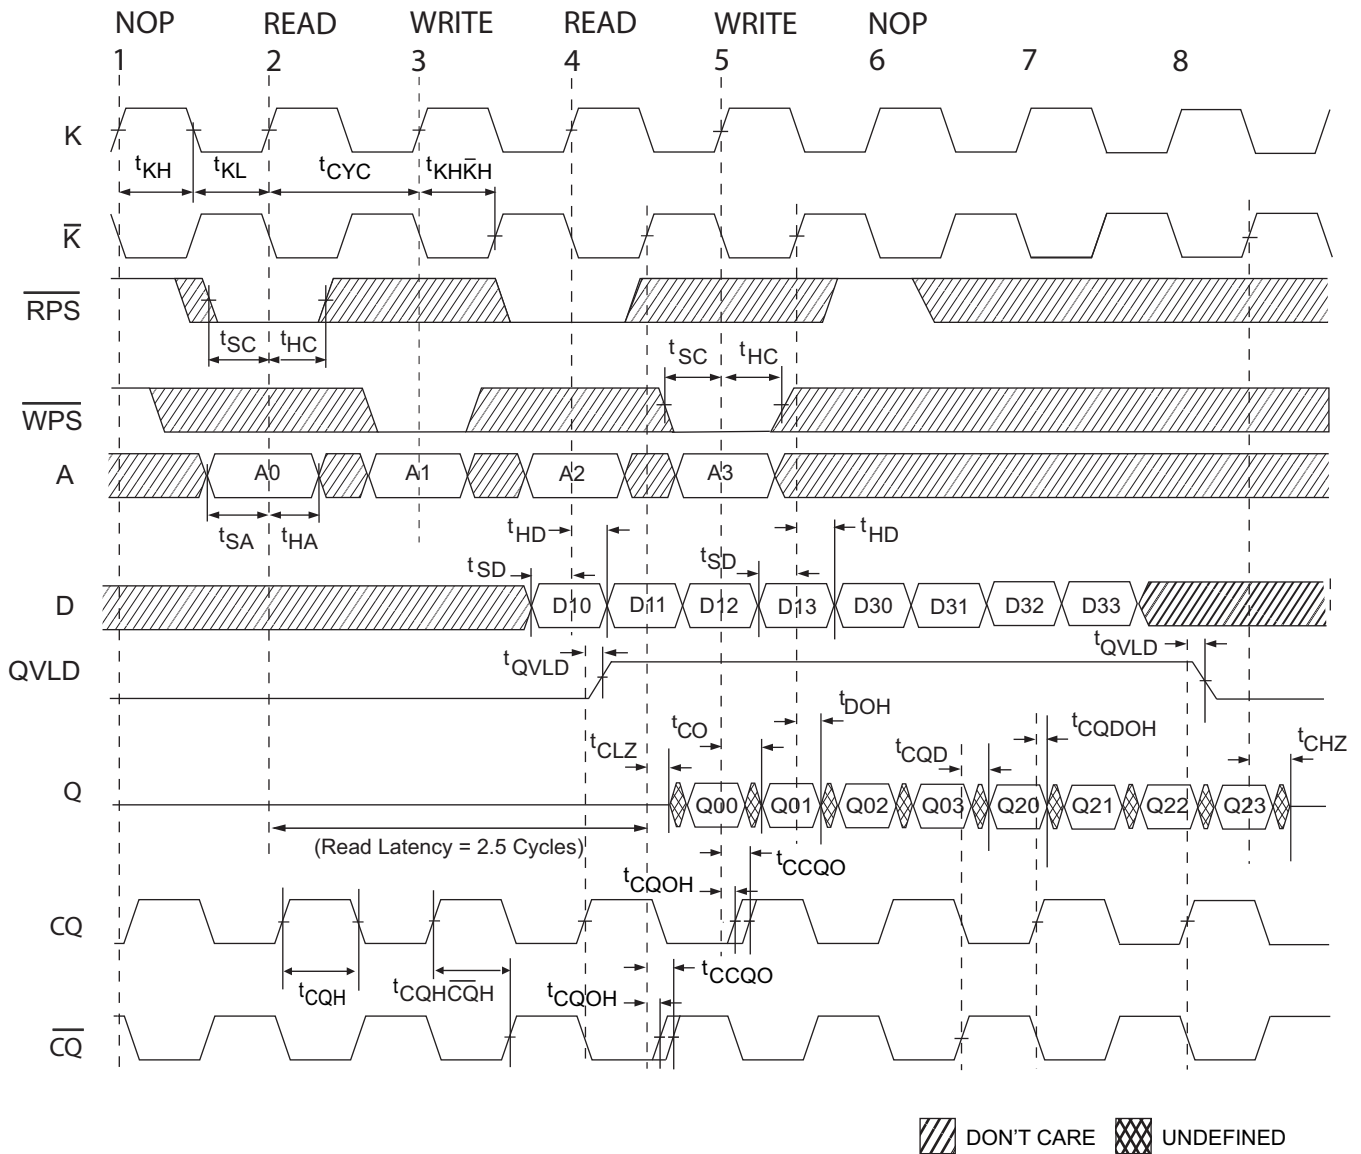 NOP READ WRITE READ WRITE NOP
1 2 3 4 5 6 7 8
K
tKH tKL tCYC tKHK̅H
K̅
R̅P̅S̅
tSC tHC
tSC tHC
W̅P̅S̅
A A0 A1 A2 A3
tSA tHA
tHD tHD
tSD tSD
D D10 D11 D12 D13 D30 D31 D32 D33
tQVLD tQVLD
QVLD
tCO tDOH tCQDOH
tCLZ tCQD tCHZ
Q Q00 Q01 Q02 Q03 Q20 Q21 Q22 Q23
(Read Latency = 2.5 Cycles)
tCCQO
tCQOH
CQ
tCCQO
tCQH tCQHC̅Q̅H tCQOH
C̅Q̅
DON'T CARE UNDEFINED